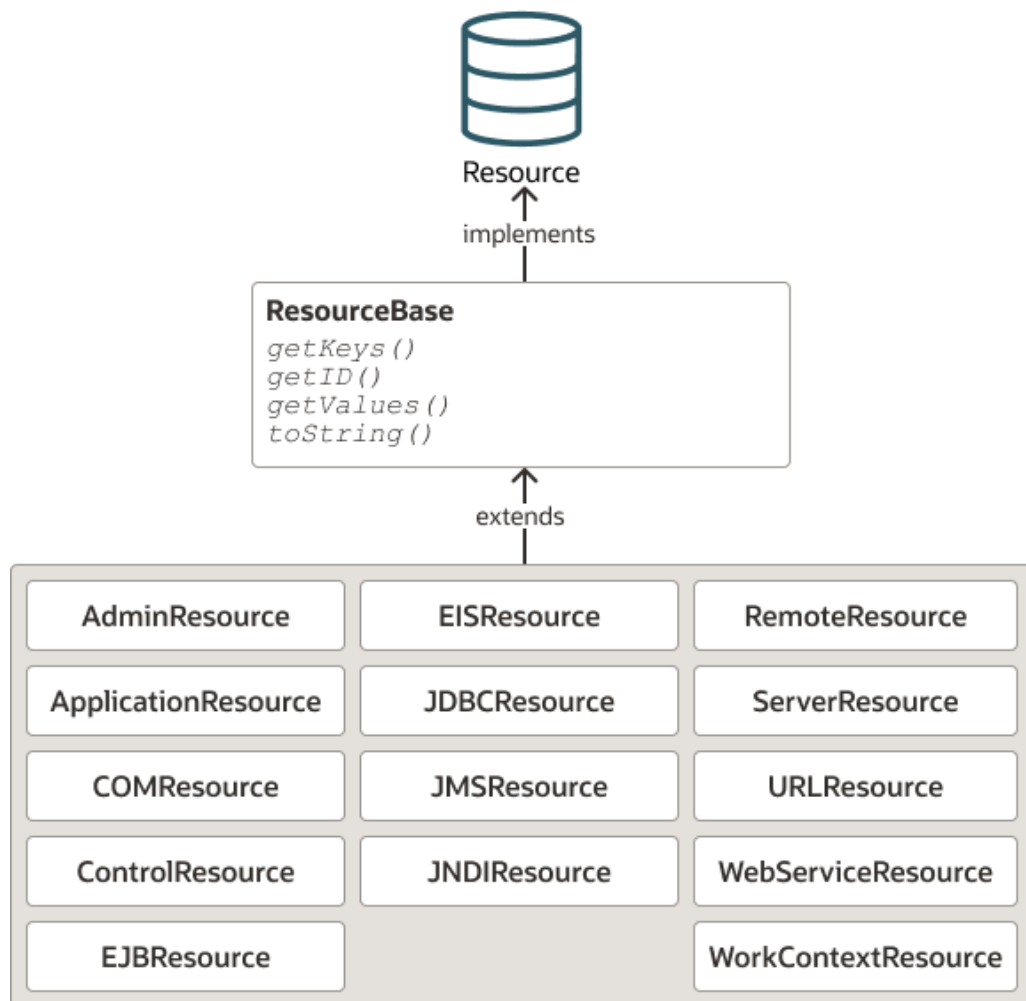 Resource
implements
ResourceBase
getKeys()
getID()
getValues()
toString()
extends
AdminResource
EISResource
RemoteResource
ApplicationResource
JDBCResource
ServerResource
COMResource
JMSResource
URLResource
ControlResource
JNDIResource
WebServiceResource
EJBResource
WorkContextResource